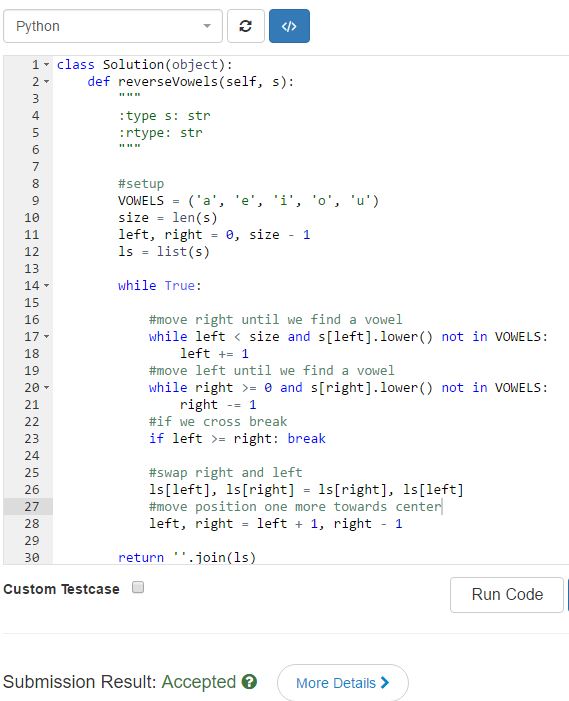 Python
</>
1 class Solution(object):
2 def reverseVowels(self, s):
3 """
4 :type s: str
5 :rtype: str
6 """
7
8 #setup
9 VOWELS = ('a', 'e', 'i', 'o', 'u')
10 size = len(s)
11 left, right = 0, size - 1
12 ls = list(s)
13
14 while True:
15
16 #move right until we find a vowel
17 while left < size and s[left].lower() not in VOWELS:
18 left += 1
19 #move left until we find a vowel
20 while right >= 0 and s[right].lower() not in VOWELS:
21 right -= 1
22 #if we cross break
23 if left >= right: break
24
25 #swap right and left
26 ls[left], ls[right] = ls[right], ls[left]
27 #move position one more towards center
28 left, right = left + 1, right - 1
29
30 return ''.join(ls)
Custom Testcase
Run Code
Submission Result: Accepted ?
More Details